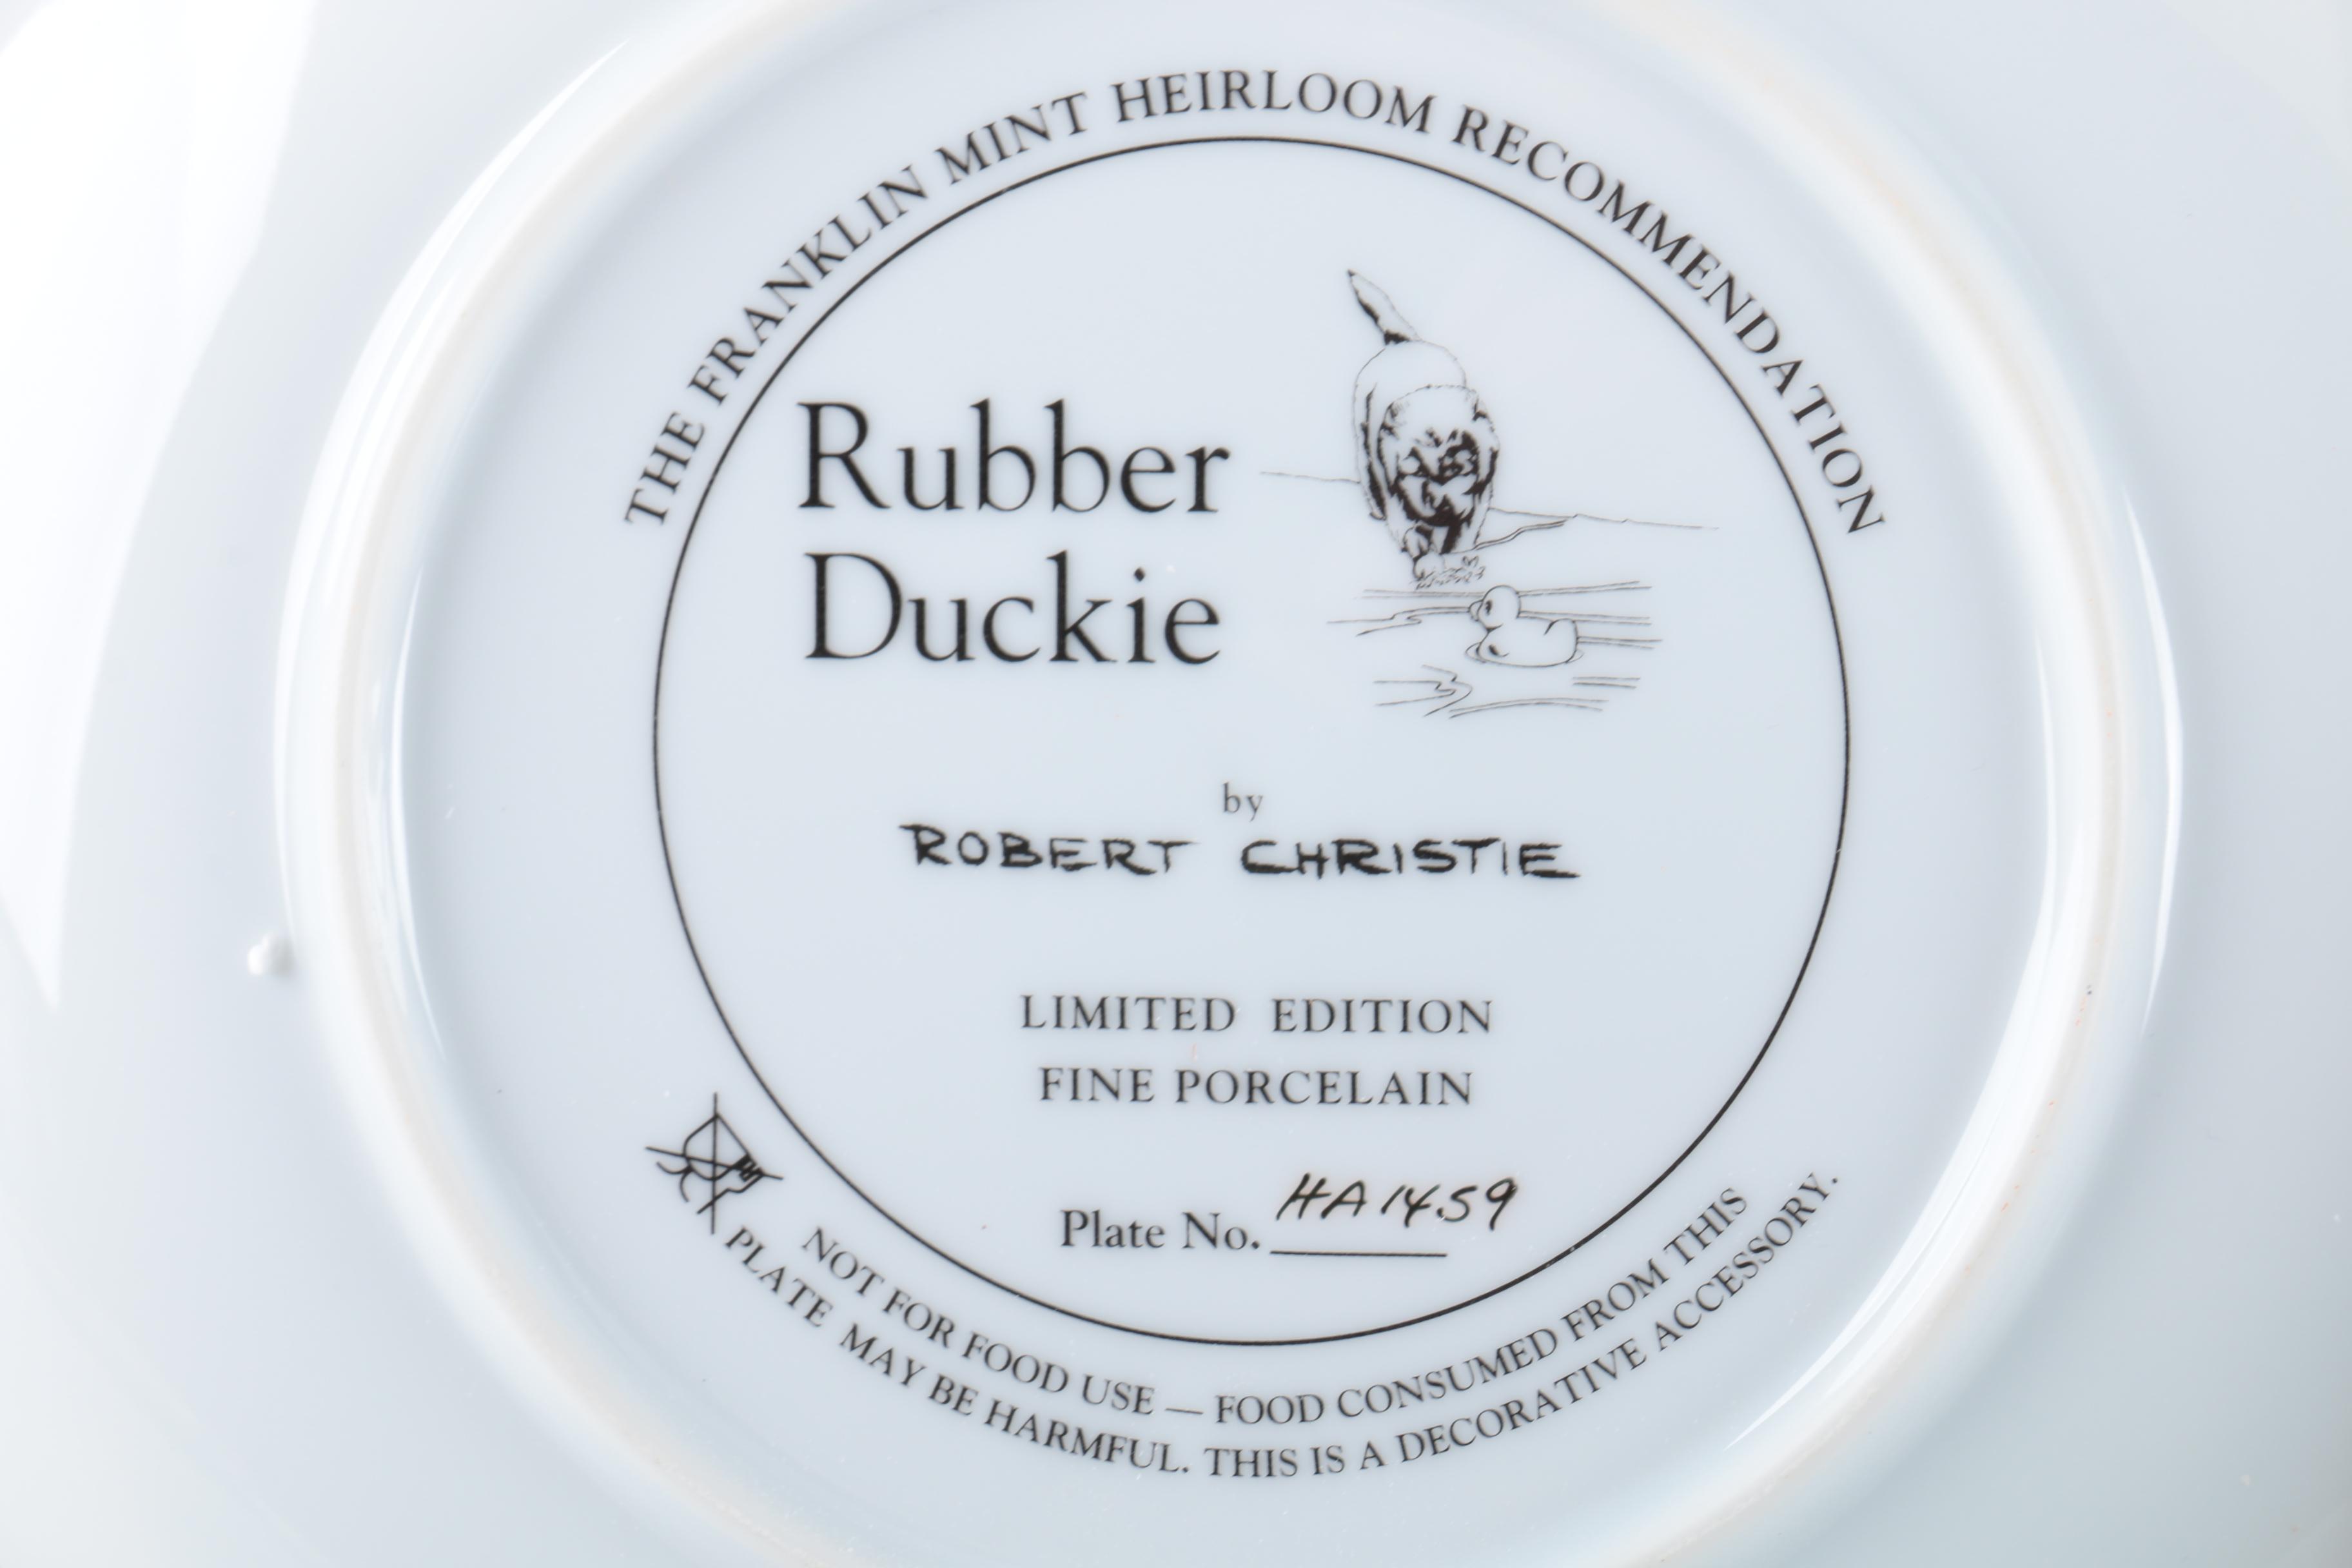 THE FRANKLIN MINT HEIRLOOM RECOMMENDATION
Rubber
Duckie
by
ROBERT CHRISTIE
LIMITED EDITION
FINE PORCELAIN
Plate No. HA1459
NOT FOR FOOD USE — FOOD CONSUMED FROM THIS
PLATE MAY BE HARMFUL. THIS IS A DECORATIVE ACCESSORY.